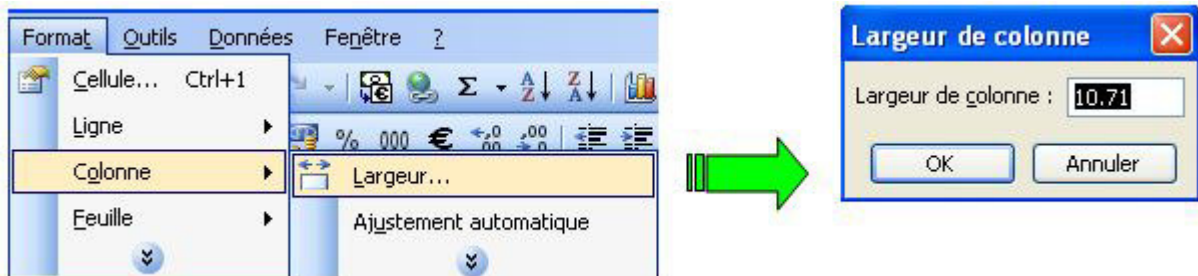 Format Outils Données Fenêtre ?
Cellule... Ctrl+1
Ligne
% 000 €
Colonne
Largeur...
Feuille
Ajustement automatique
Largeur de colonne
Largeur de colonne : 10.71
OK Annuler